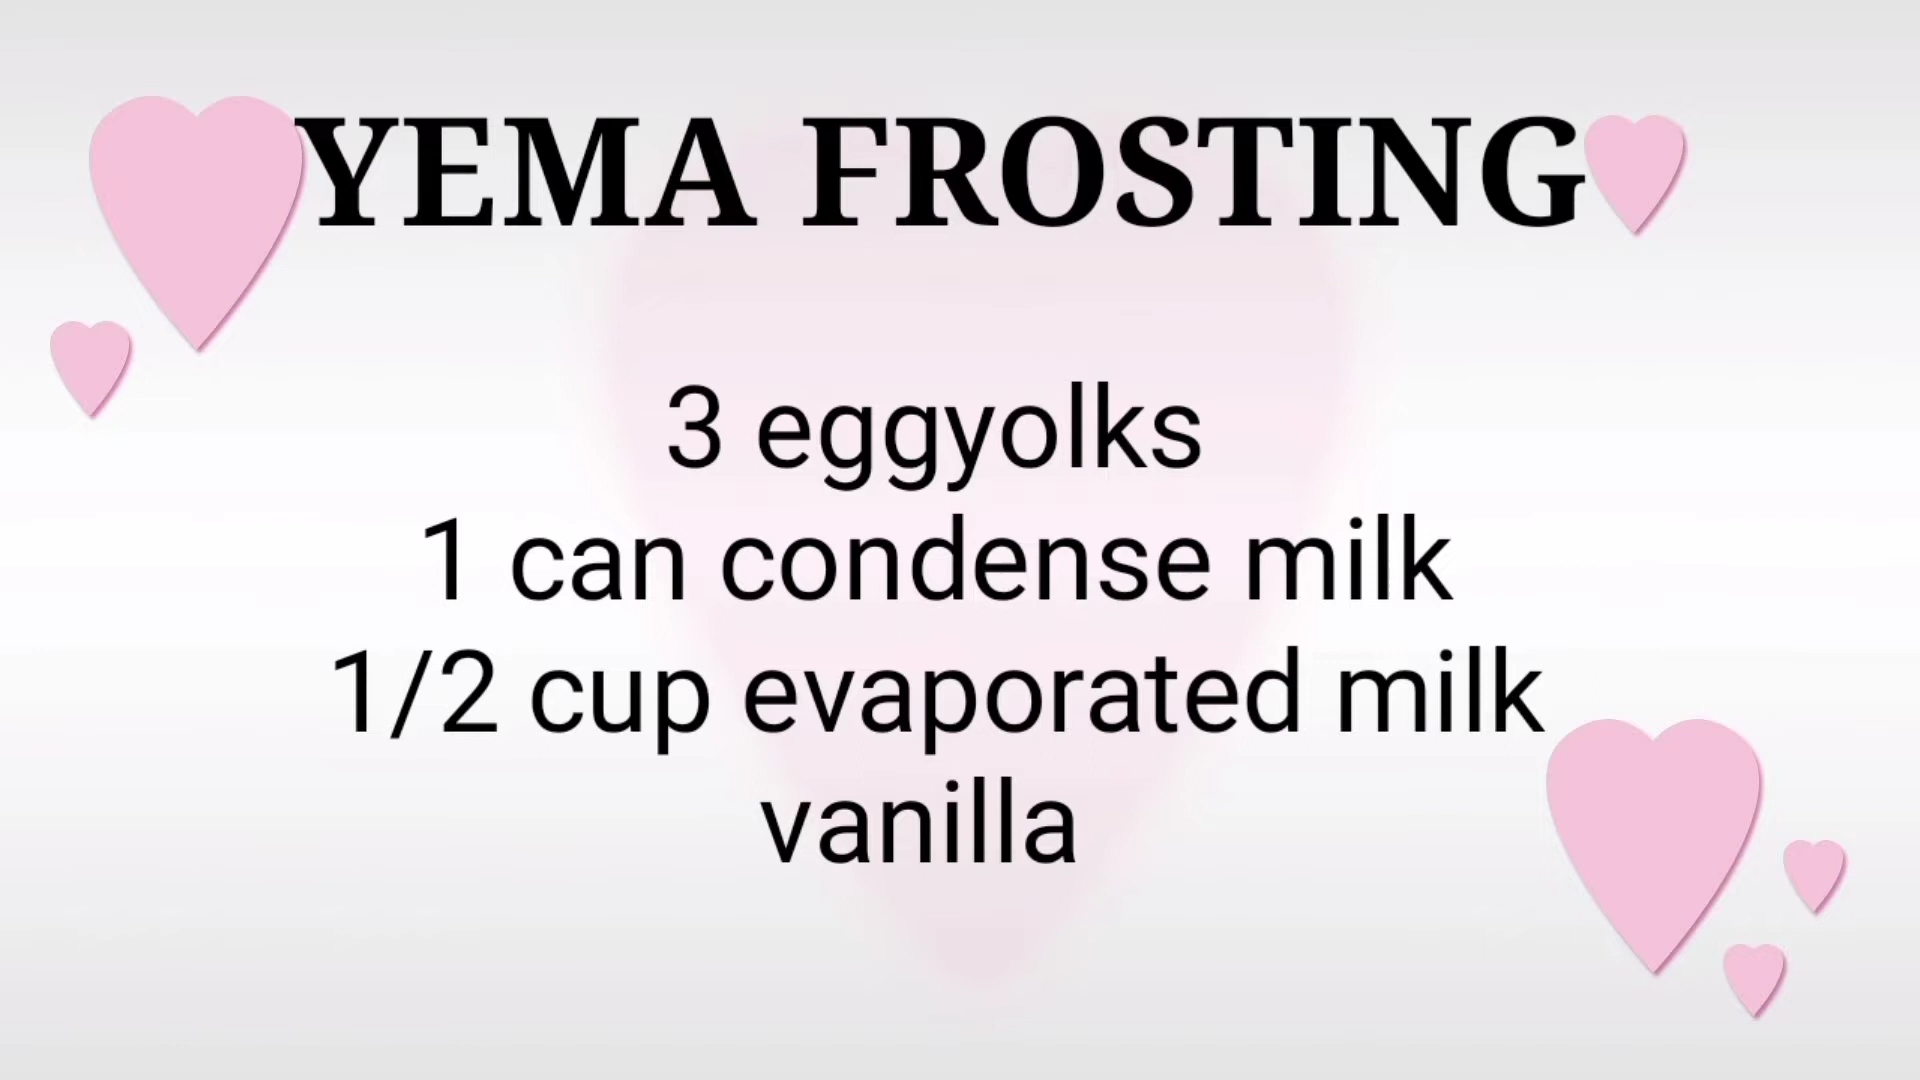 YEMA FROSTING
3 eggyolks
1 can condense milk
1/2 cup evaporated milk
vanilla